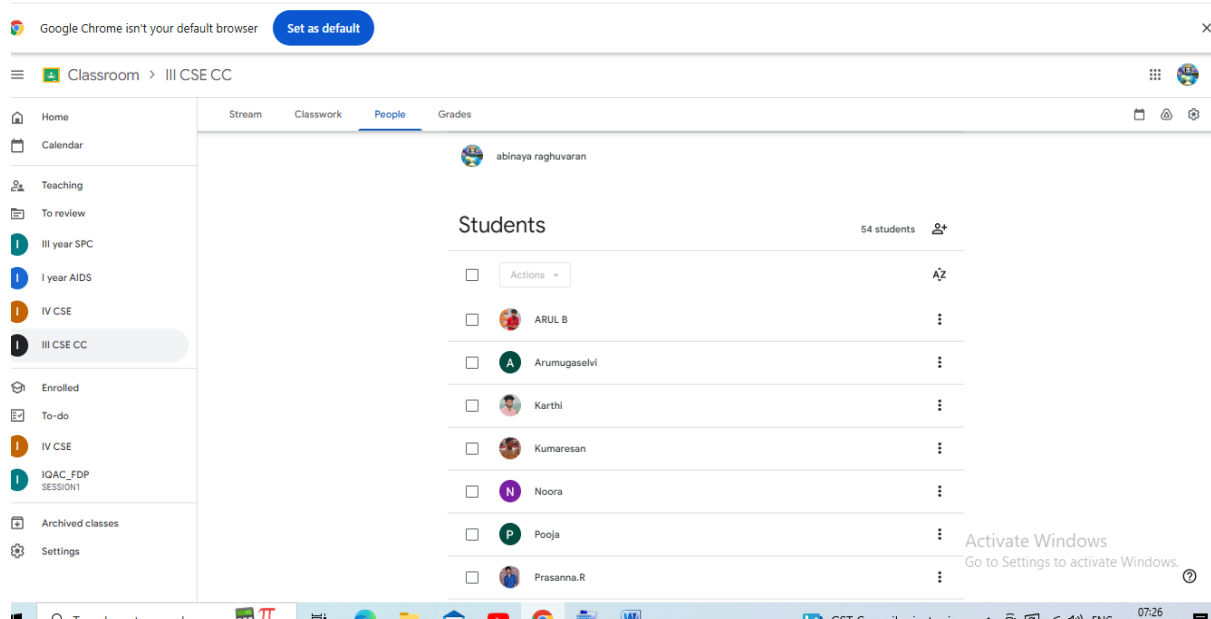 Google Chrome isn't your default browser Set as default
Classroom > III CSE CC
Stream Classwork People Grades
Home
Calendar
Teaching
To review
I III year SPC
I I year AIDS
I IV CSE
I III CSE CC
Enrolled
To-do
I IV CSE
I IQAC_FDP
SESSION1
Archived classes
Settings
abinaya raghuvaran
Students 54 students
Actions AZ
ARUL B
A Arumugaselvi
Karthi
Kumaresan
N Noora
P Pooja
Prasanna.R
Activate Windows
Go to Settings to activate Windows.
07:26